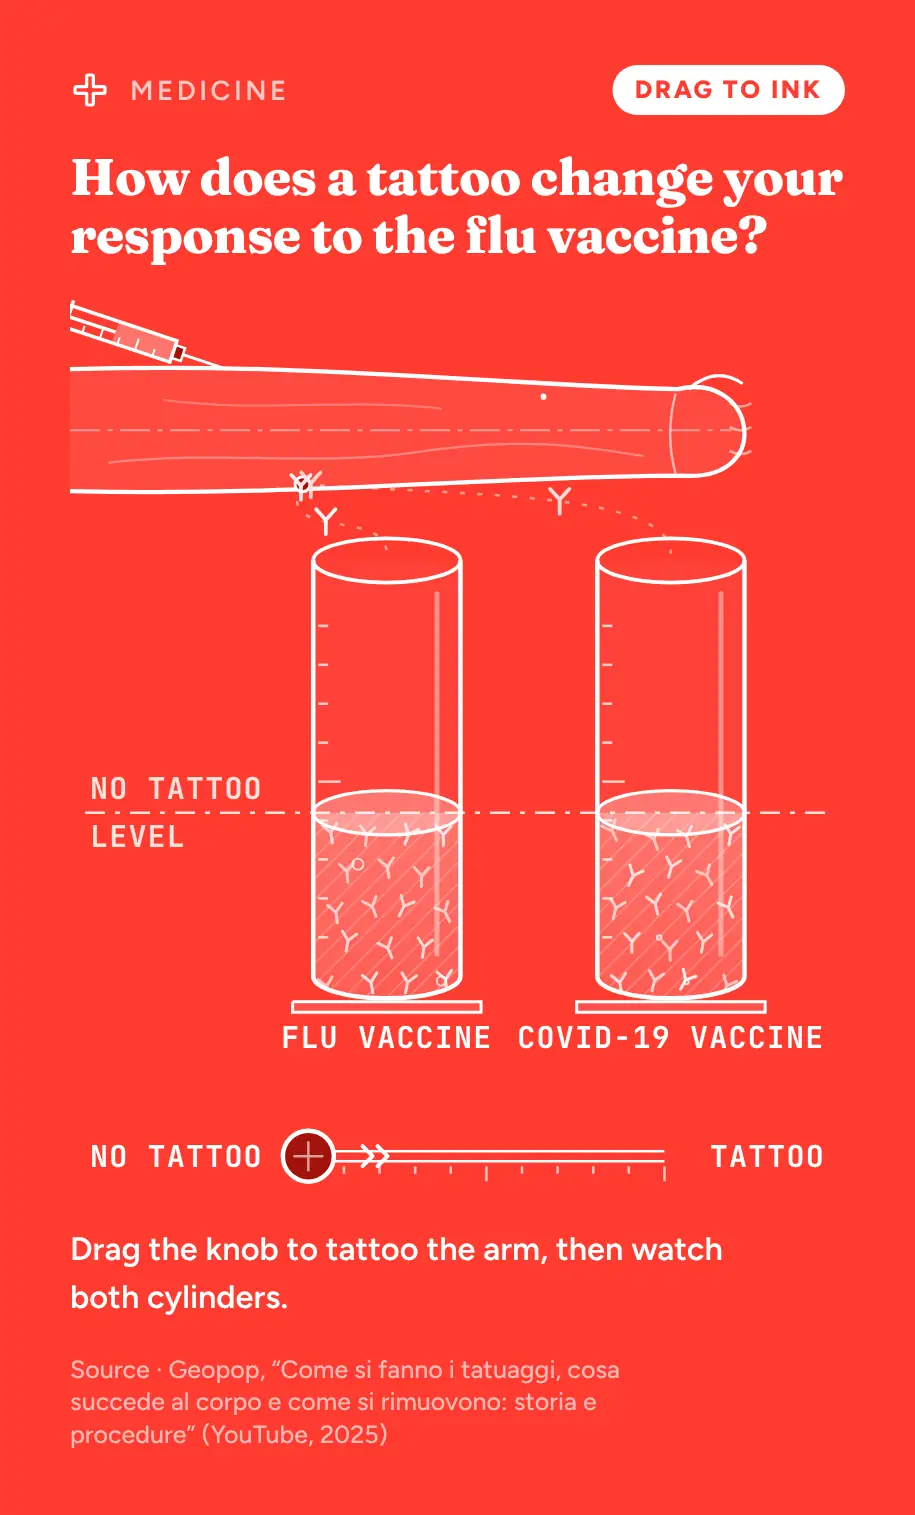 MEDICINE
DRAG TO INK
How does a tattoo change your
response to the flu vaccine?
NO TATTOO
LEVEL
FLU VACCINE
COVID-19 VACCINE
NO TATTOO
TATTOO
Drag the knob to tattoo the arm, then watch
both cylinders.
Source · Geopop, “Come si fanno i tatuaggi, cosa
succede al corpo e come si rimuovono: storia e
procedure” (YouTube, 2025)